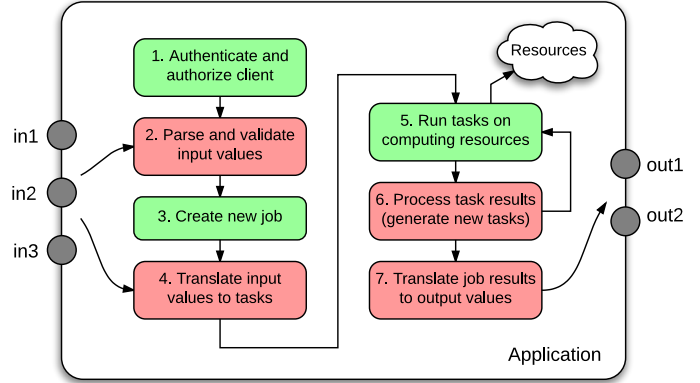 1. Authenticate and
authorize client
2. Parse and validate
input values
3. Create new job
4. Translate input
values to tasks
Resources
5. Run tasks on
computing resources
6. Process task results
(generate new tasks)
7. Translate job results
to output values
in1
in2
in3
out1
out2
Application